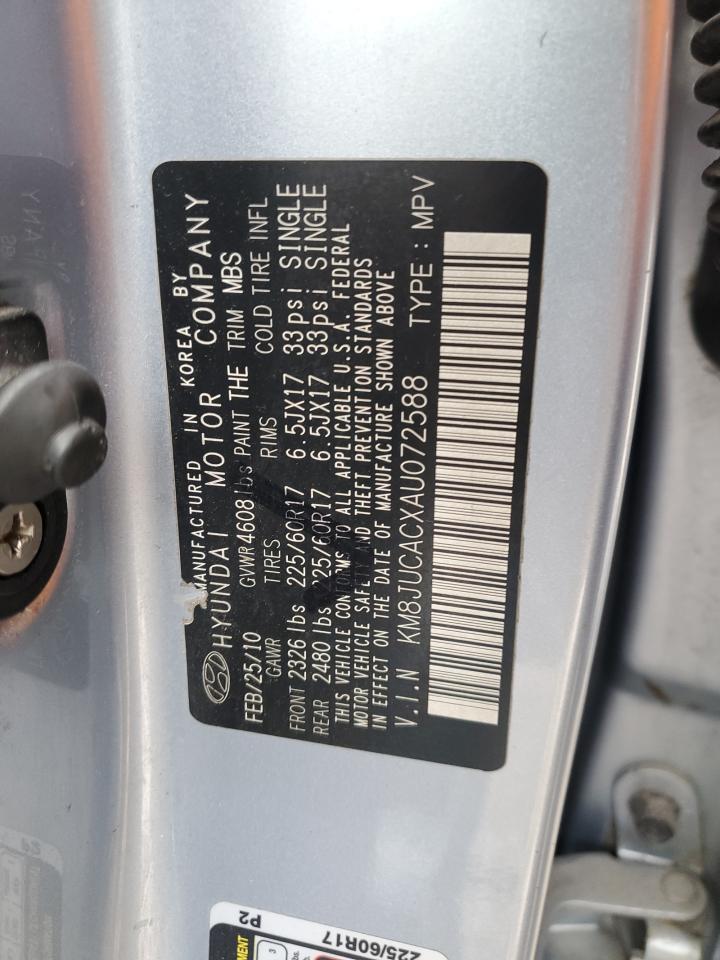 MANUFACTURED IN KOREA BY
HYUNDAI MOTOR COMPANY
FEB/25/10 GVWR 4608 lbs PAINT THE TRIM MBS
GAWR TIRES RIMS COLD TIRE INFL
FRONT 2326 lbs 225/60R17 6.5JX17 33psi SINGLE
REAR 2480 lbs 225/60R17 6.5JX17 33psi SINGLE
THIS VEHICLE CONFORMS TO ALL APPLICABLE U.S.A. FEDERAL
MOTOR VEHICLE SAFETY AND THEFT PREVENTION STANDARDS
IN EFFECT ON THE DATE OF MANUFACTURE SHOWN ABOVE
V.I.N KM8JUCACXAU072588 TYPE : MPV
P2
225/60R17